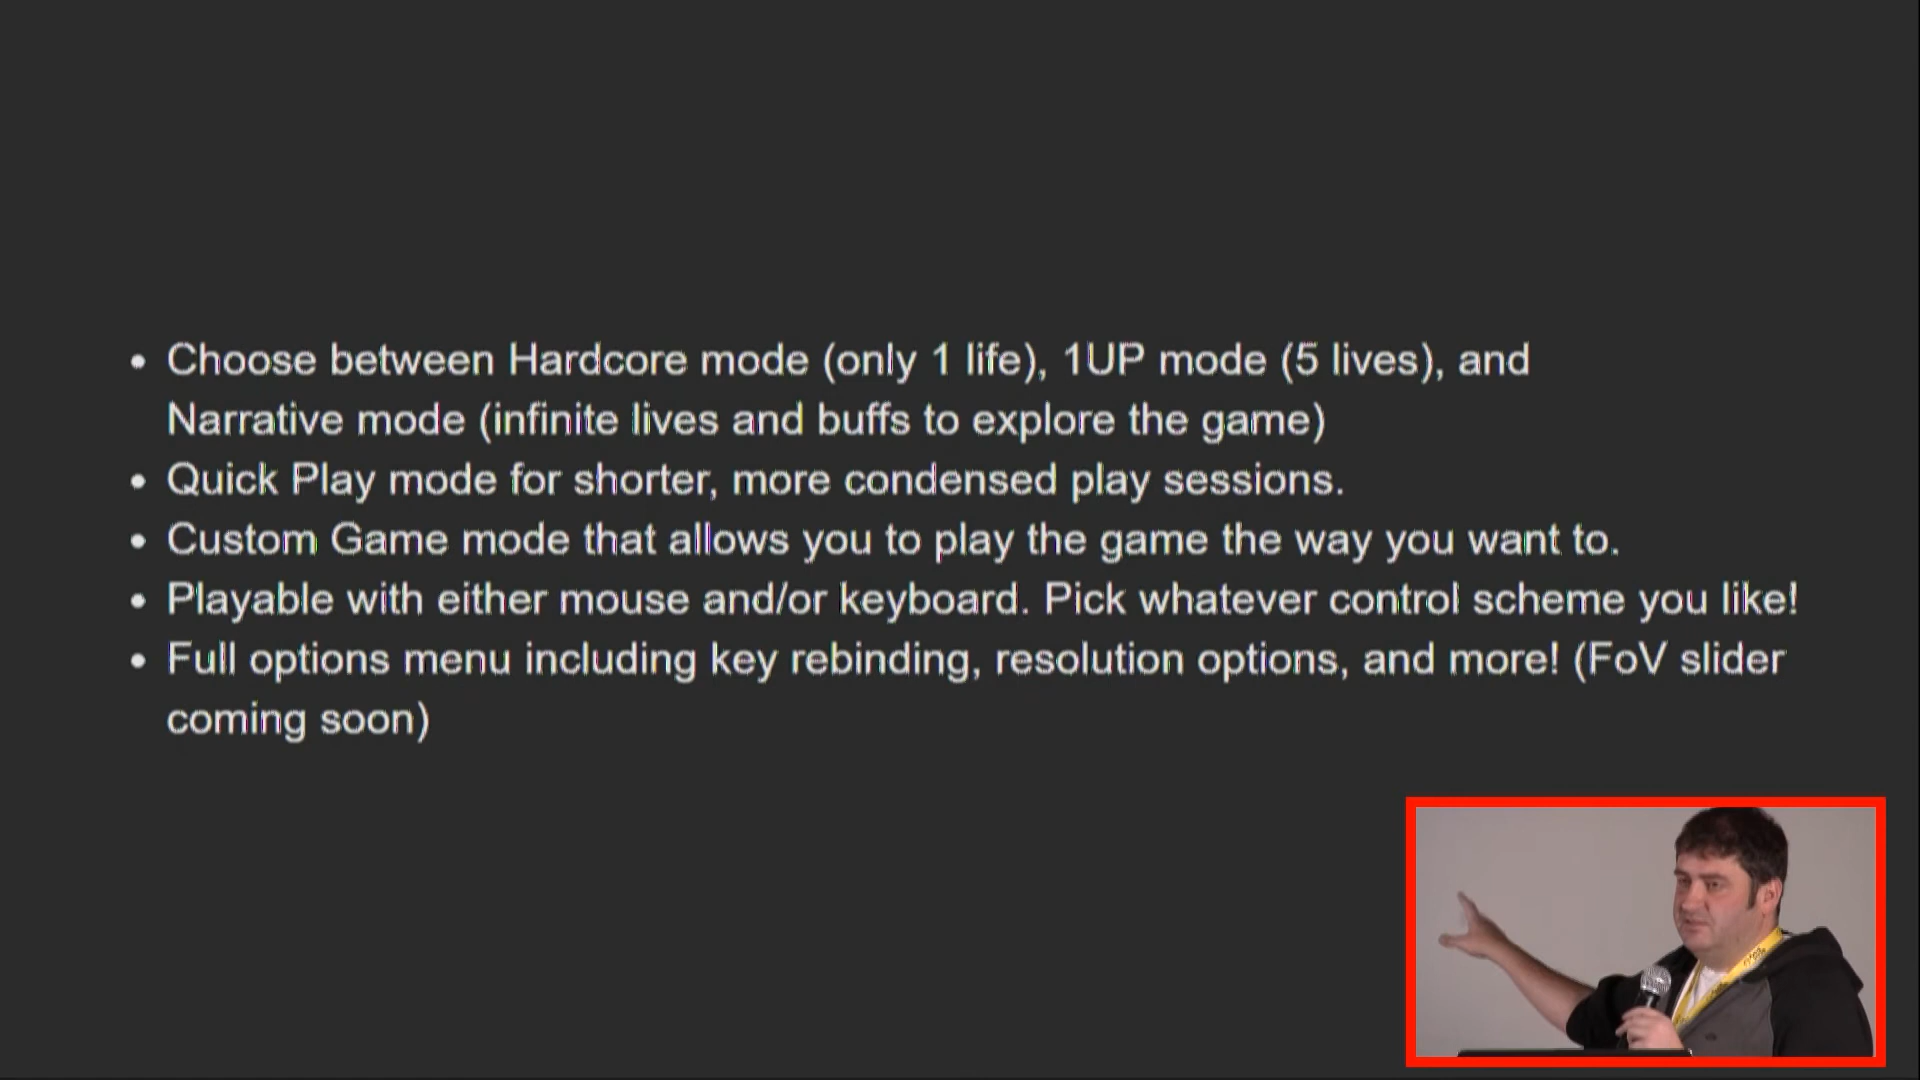 • Choose between Hardcore mode (only 1 life), 1UP mode (5 lives), and
Narrative mode (infinite lives and buffs to explore the game)
• Quick Play mode for shorter, more condensed play sessions.
• Custom Game mode that allows you to play the game the way you want to.
• Playable with either mouse and/or keyboard. Pick whatever control scheme you like!
• Full options menu including key rebinding, resolution options, and more! (FoV slider
coming soon)